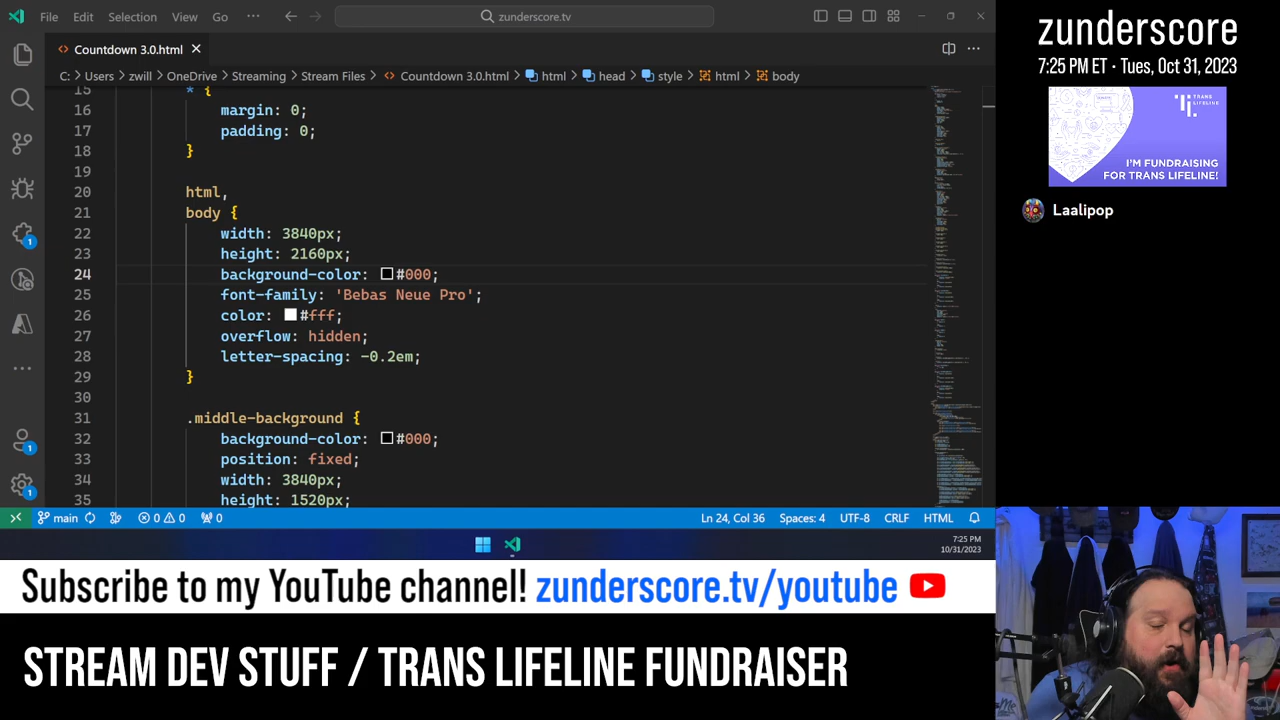 File Edit Selection View Go ··· zunderscore.tv
Countdown 3.0.html
C: > Users > zwill > OneDrive > Streaming > Stream Files > Countdown 3.0.html > html > head > style > html > body
15 * {
16 margin: 0;
17 padding: 0;
18 }
19
20 html,
21 body {
22 width: 3840px;
23 height: 2160px;
24 background-color: #000;
25 font-family: 'Bebas Neue Pro';
26 color: #fff;
27 overflow: hidden;
28 letter-spacing: -0.2em;
29 }
30
31 .middle-background {
32 background-color: #000;
33 position: fixed;
34 width: 3840px;
35 height: 1520px;
1
1
1
main 0 0 0 Ln 24, Col 36 Spaces: 4 UTF-8 CRLF HTML
7:25 PM
10/31/2023
zunderscore
7:25 PM ET · Tues, Oct 31, 2023
TRANS
LIFELINE
I'M FUNDRAISING
FOR TRANS LIFELINE!
Laalipop
Subscribe to my YouTube channel! zunderscore.tv/youtube
STREAM DEV STUFF / TRANS LIFELINE FUNDRAISER